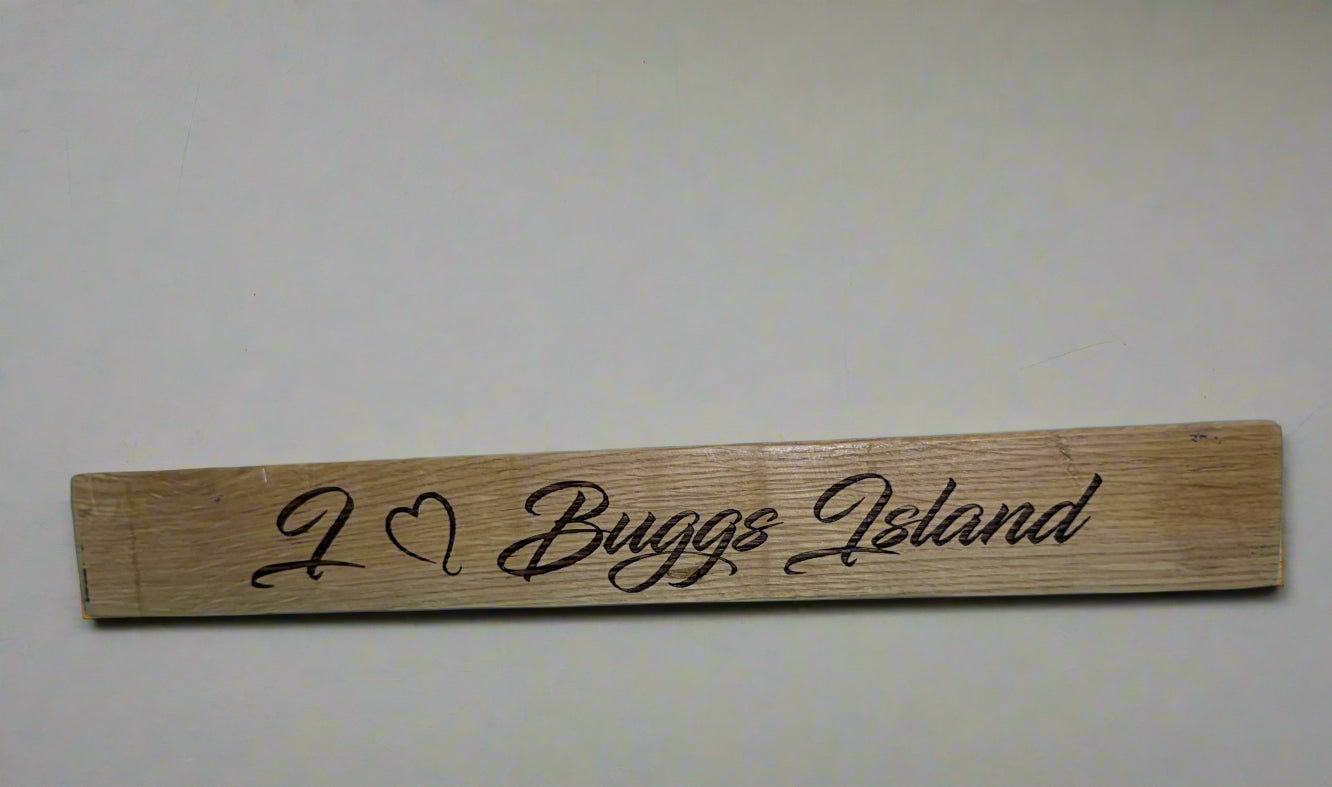 I ♡ Buggs Island